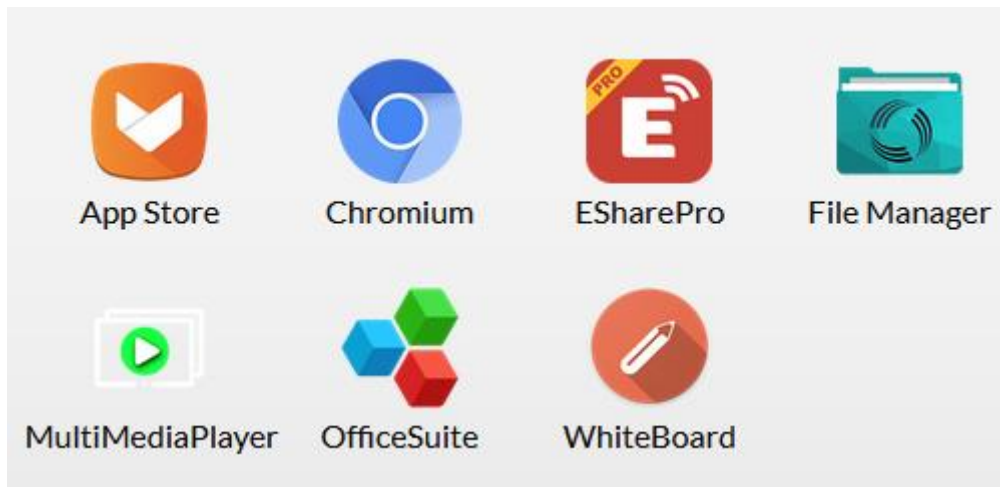 PRO
E
App Store
Chromium
ESharePro
File Manager
MultiMediaPlayer
OfficeSuite
WhiteBoard